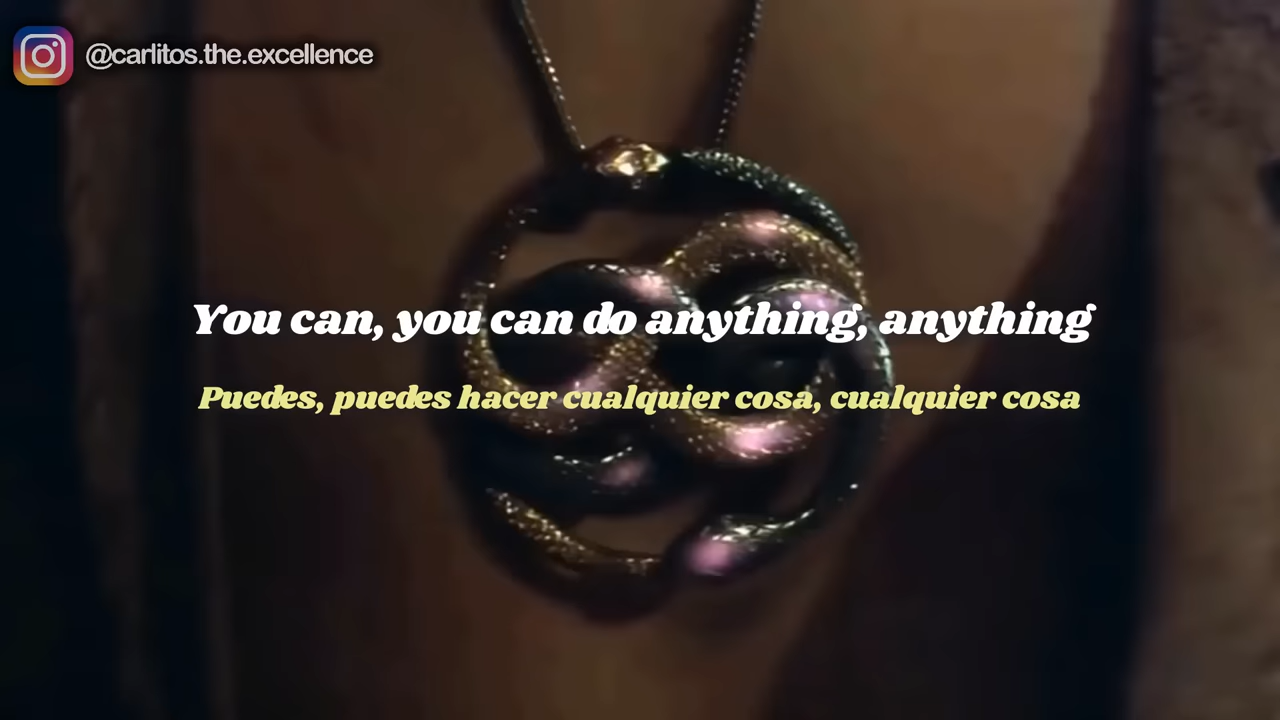 @carlitos.the.excellence
You can, you can do anything, anything
Puedes, puedes hacer cualquier cosa, cualquier cosa